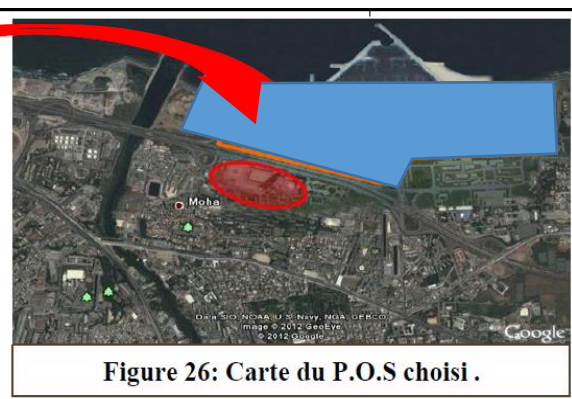 Moha
Data SIO, NOAA, U.S. Navy, NGA, GEBCO
Image © 2012 GeoEye
© 2012 Google
Google
Figure 26: Carte du P.O.S choisi .